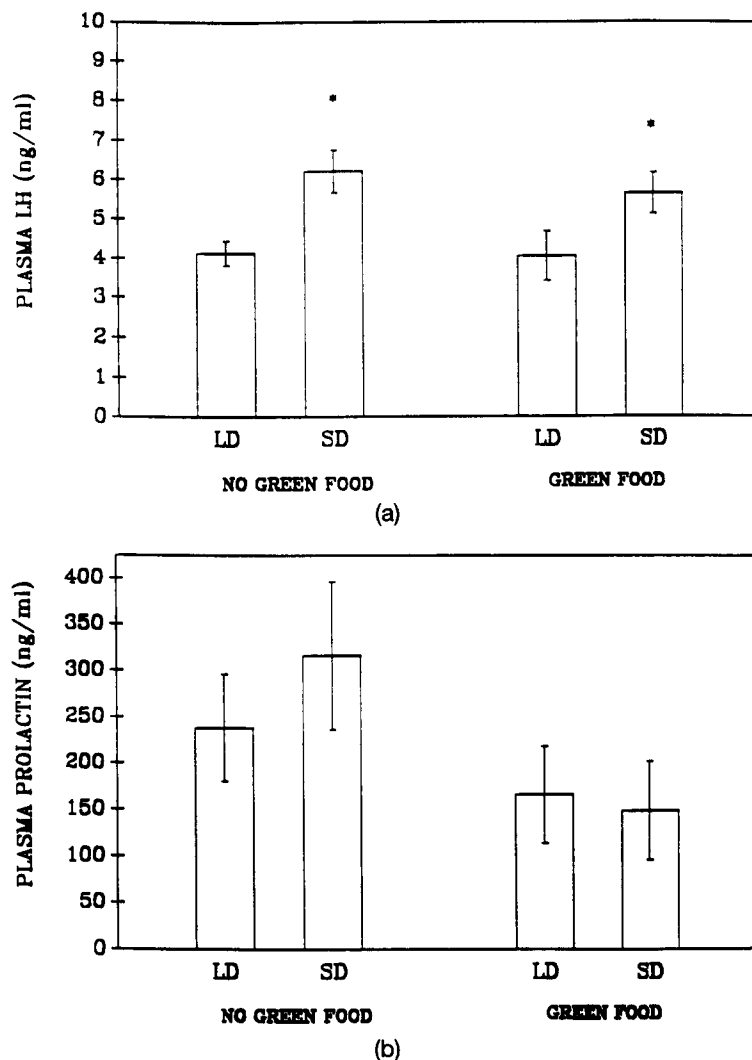 PLASMA LH (ng/ml)
10
9
8
7
6
5
4
3
2
1
0
*
*
LD SD LD SD
NO GREEN FOOD GREEN FOOD
(a)
PLASMA PROLACTIN (ng/ml)
400
350
300
250
200
150
100
50
0
LD SD LD SD
NO GREEN FOOD GREEN FOOD
(b)